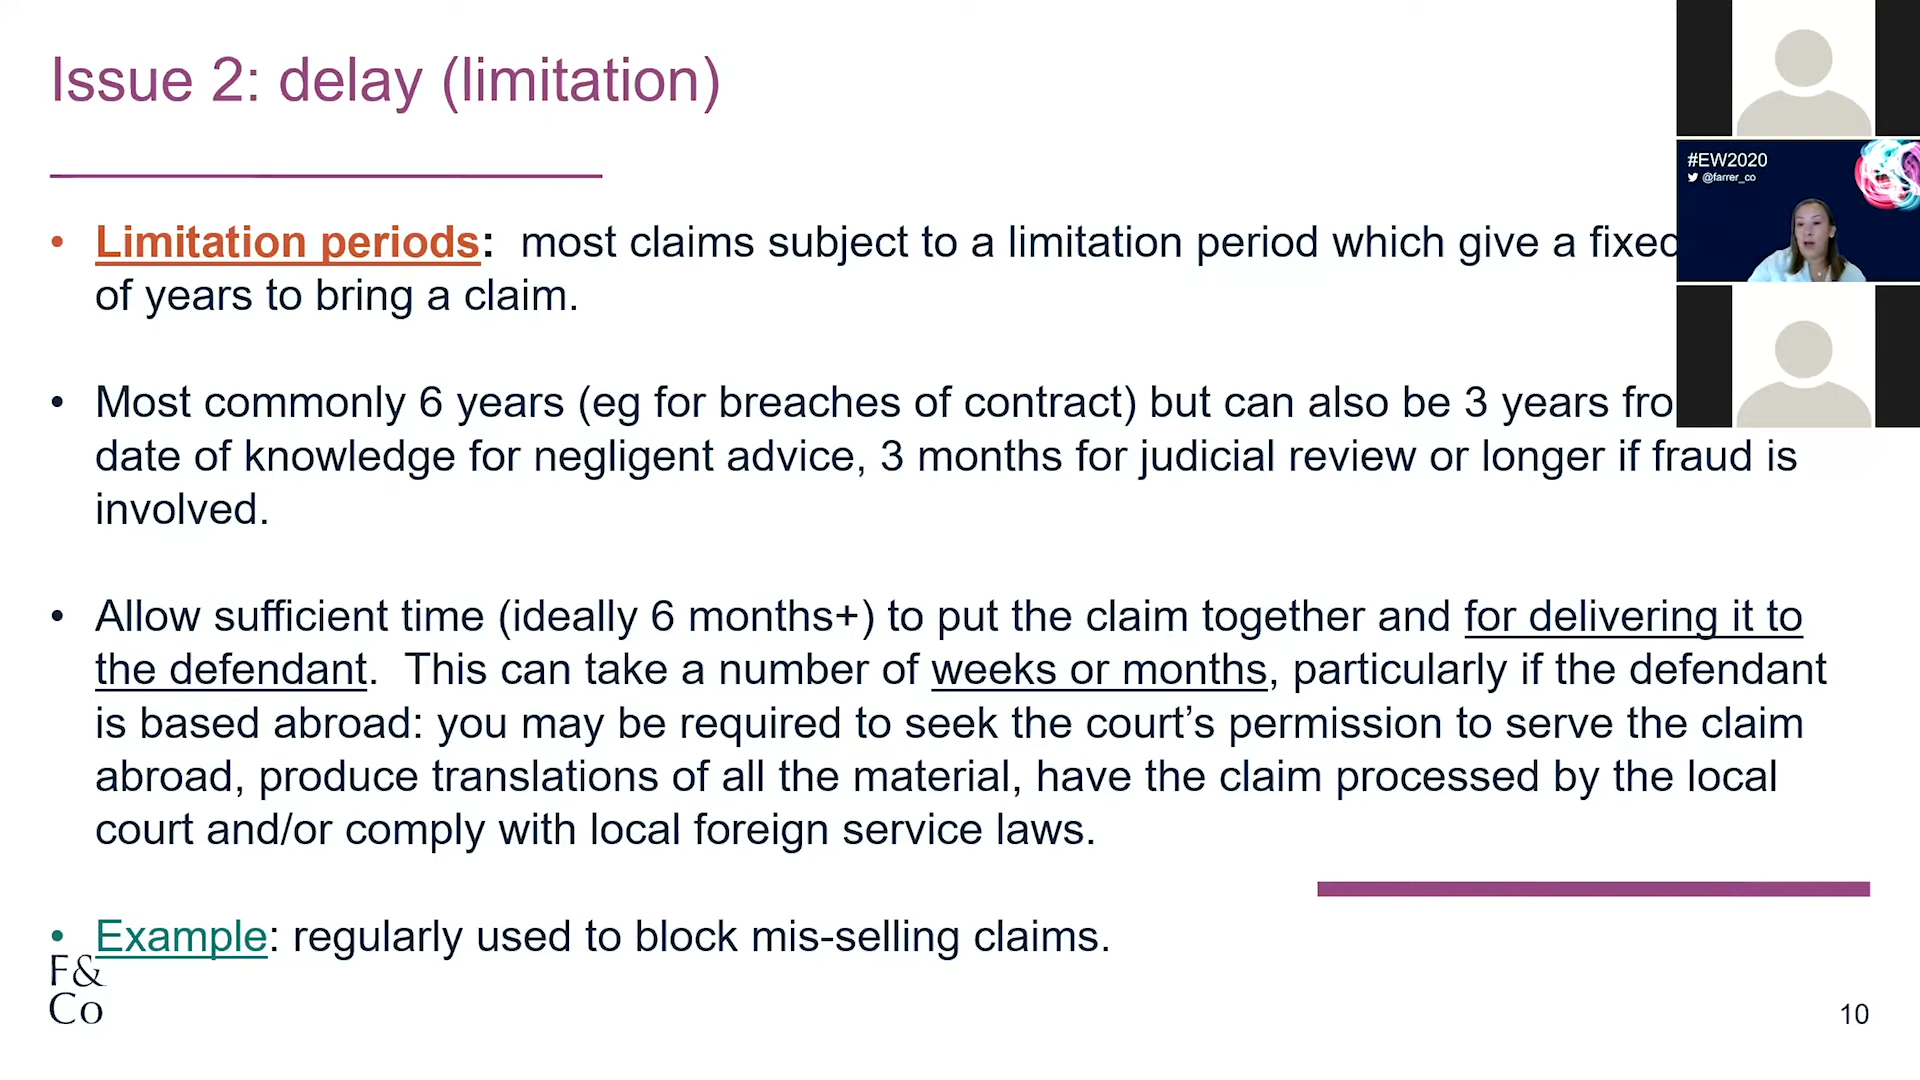 Issue 2: delay (limitation)
#EW2020
@farrer_co
• Limitation periods:  most claims subject to a limitation period which give a fixed
of years to bring a claim.
• Most commonly 6 years (eg for breaches of contract) but can also be 3 years
date of knowledge for negligent advice, 3 months for judicial review or longer if fraud is
involved.
• Allow sufficient time (ideally 6 months+) to put the claim together and for delivering it to
the defendant.  This can take a number of weeks or months, particularly if the defendant
is based abroad: you may be required to seek the court’s permission to serve the claim
abroad, produce translations of all the material, have the claim processed by the local
court and/or comply with local foreign service laws.
• Example: regularly used to block mis-selling claims.
F&
Co
10